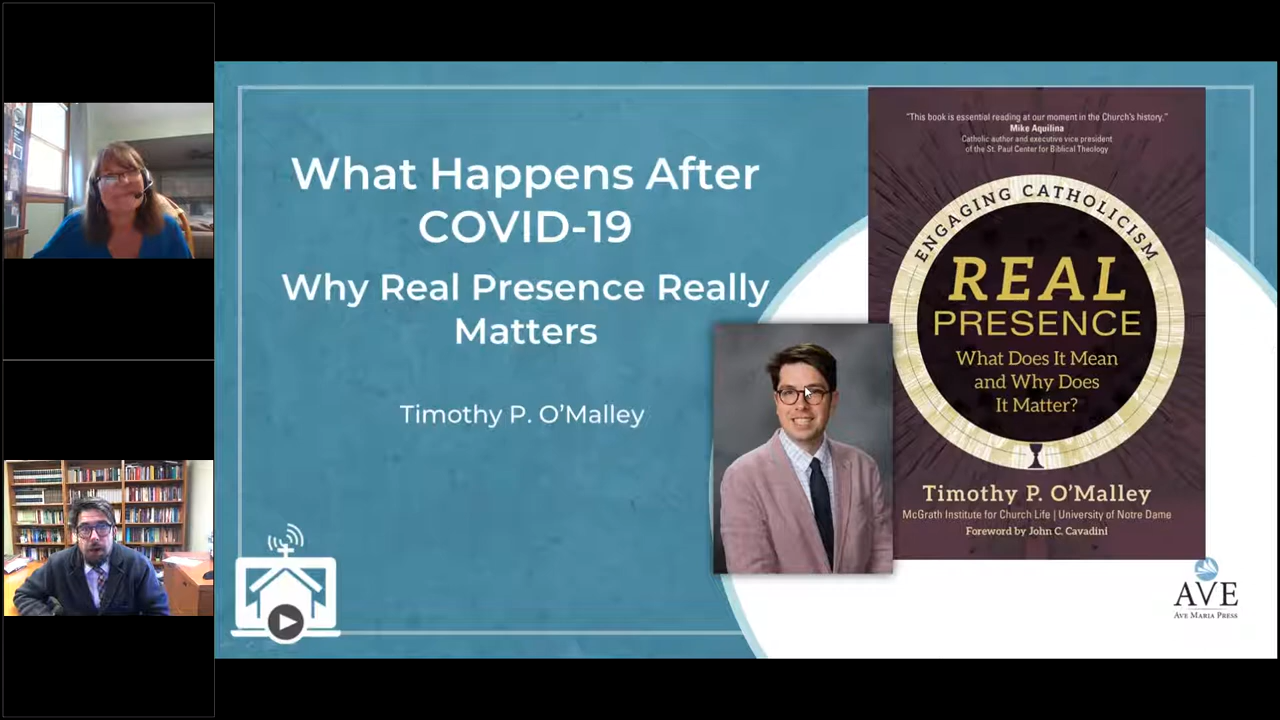 What Happens After
COVID-19
Why Real Presence Really
Matters
Timothy P. O'Malley
"This book is essential reading at our moment in the Church's history."
Mike Aquilina
Catholic author and executive vice president
of the St. Paul Center for Biblical Theology
ENGAGING CATHOLICISM
REAL
PRESENCE
What Does It Mean
and Why Does
It Matter?
Timothy P. O'Malley
McGrath Institute for Church Life | University of Notre Dame
Foreword by John C. Cavadini
AVE
AVE MARIA PRESS